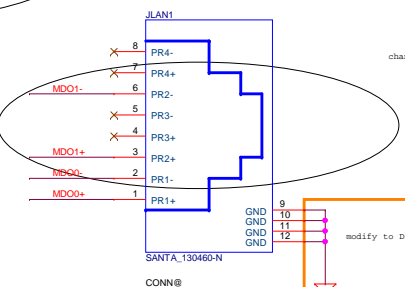 JLAN1
8 PR4-
7 PR4+
MDO1- 6 PR2-
5 PR3-
4 PR3+
MDO1+ 3 PR2+
MDO0- 2 PR1-
MDO0+ 1 PR1+
GND 9
GND 10
GND 11
GND 12
SANTA_130460-N
CONN@
cha
modify to D